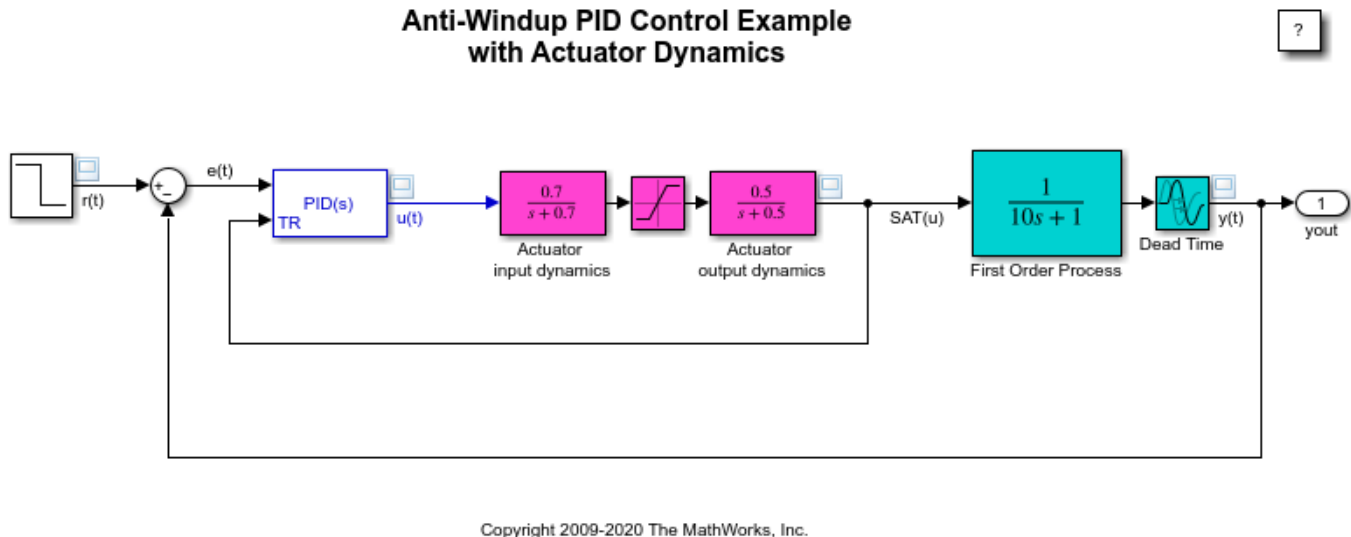 Anti-Windup PID Control Example
with Actuator Dynamics
?
r(t)
+
−
e(t)
PID(s)
TR
u(t)
0.7
s + 0.7
Actuator
input dynamics
0.5
s + 0.5
Actuator
output dynamics
SAT(u)
1
10s + 1
First Order Process
Dead Time
y(t)
1
yout
Copyright 2009-2020 The MathWorks, Inc.